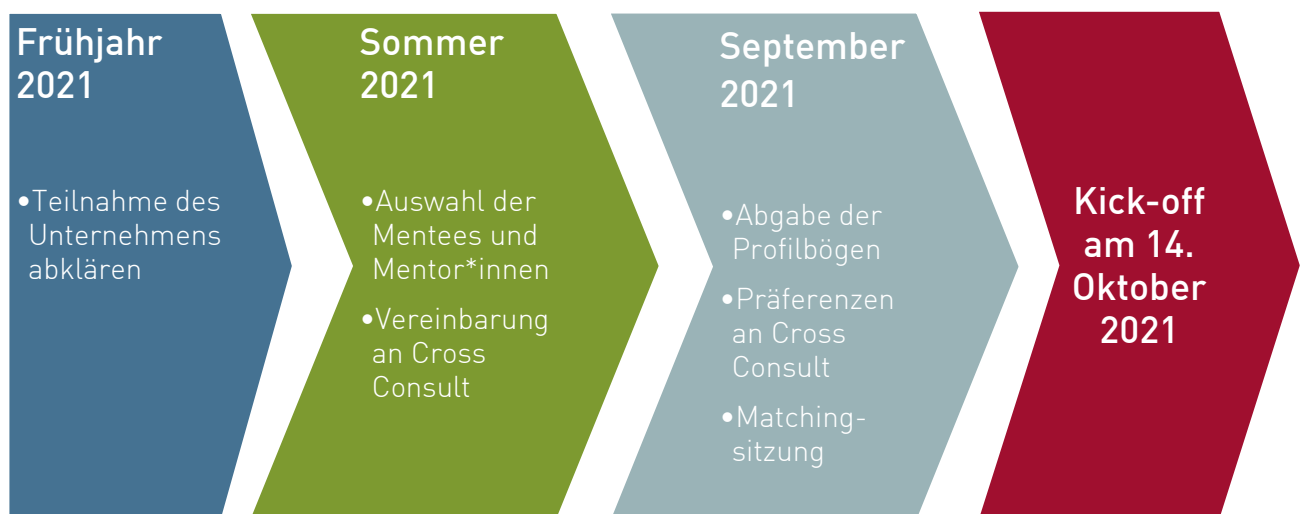 Frühjahr
2021
•Teilnahme des
Unternehmens
abklären
Sommer
2021
•Auswahl der
Mentees und
Mentor*innen
•Vereinbarung
an Cross
Consult
September
2021
•Abgabe der
Profilbögen
•Präferenzen
an Cross
Consult
•Matching-
sitzung
Kick-off
am 14.
Oktober
2021